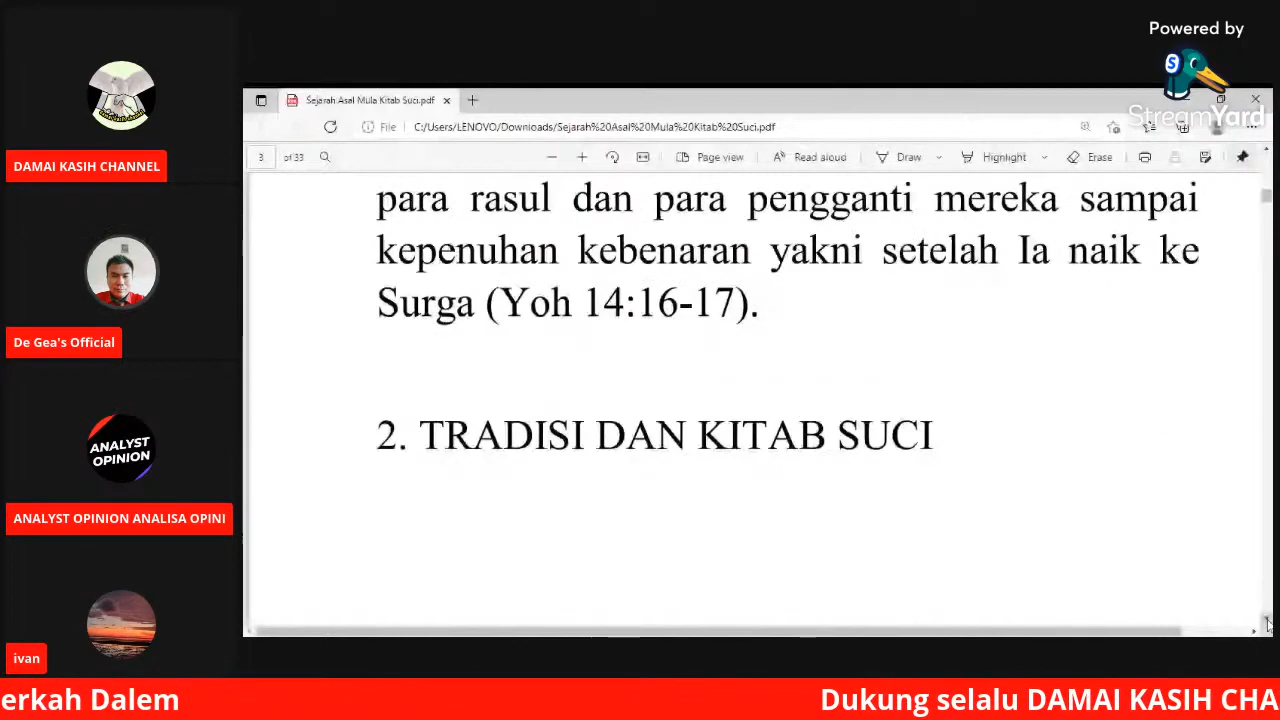 Powered by
StreamYard
DAMAI KASIH CHANNEL
De Gea's Official
ANALYST
OPINION
ANALYST OPINION ANALISA OPINI
ivan
Sejarah Asal Mula Kitab Suci.pdf
File C:/Users/LENOVO/Downloads/Sejarah%20Asal%20Mula%20Kitab%20Suci.pdf
3 of 33 Page view Read aloud Draw Highlight Erase
para rasul dan para pengganti mereka sampai
kepenuhan kebenaran yakni setelah Ia naik ke
Surga (Yoh 14:16-17).
2. TRADISI DAN KITAB SUCI
erkah Dalem Dukung selalu DAMAI KASIH CHA